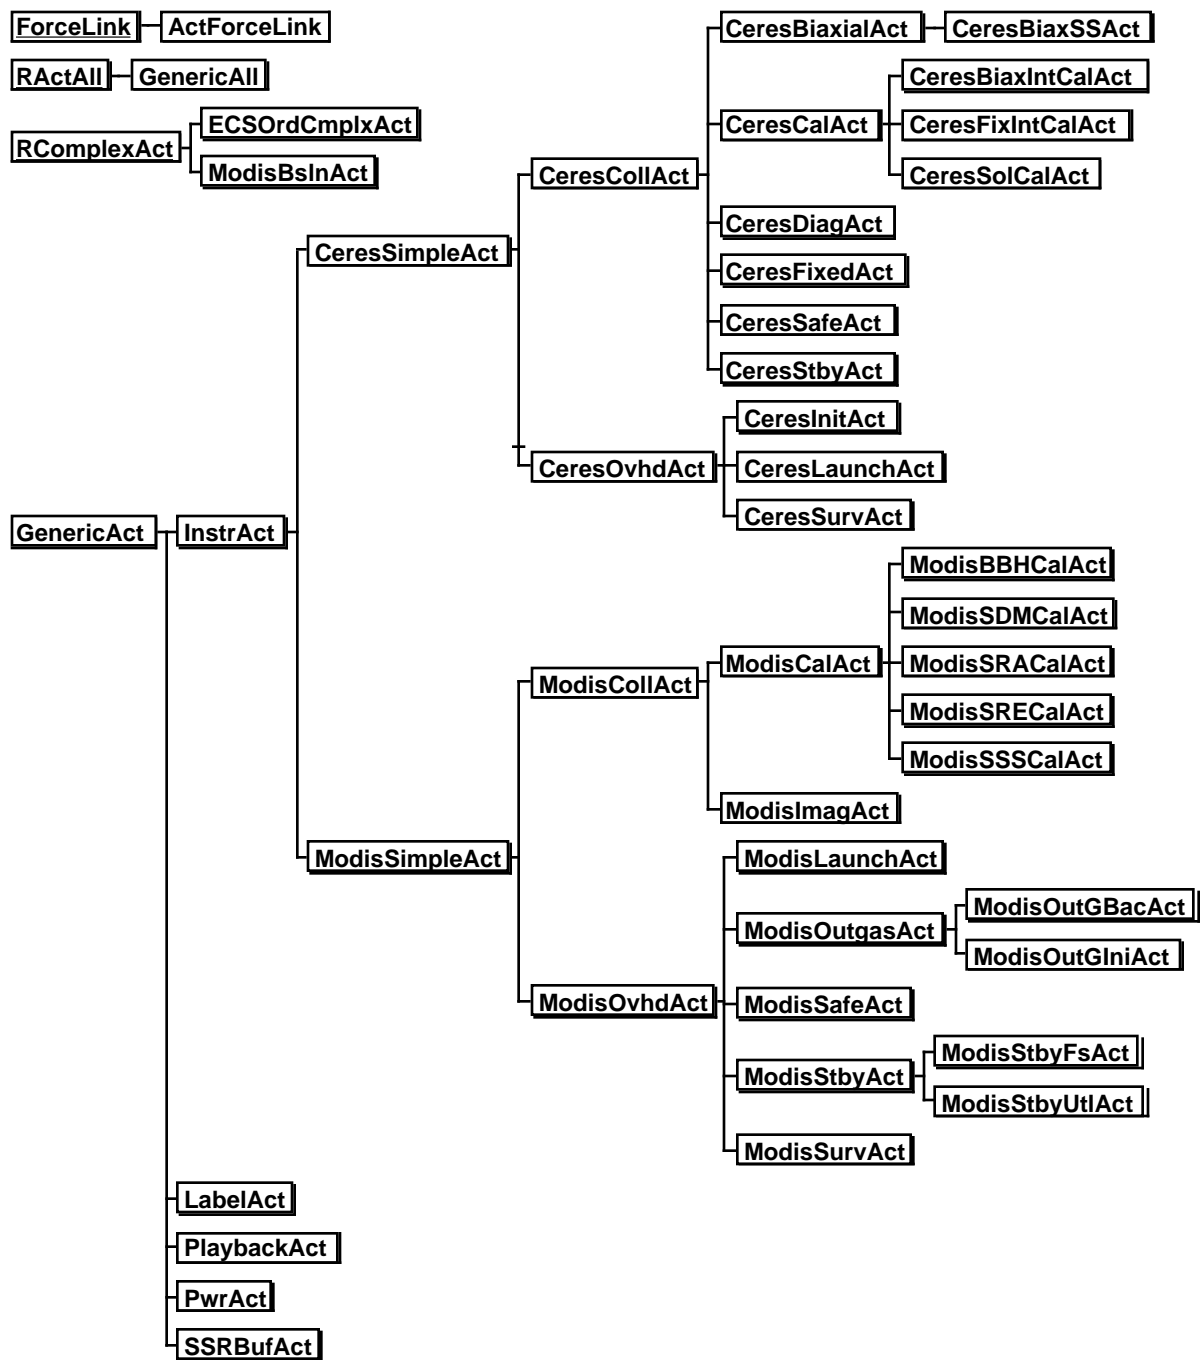 ForceLink
ActForceLink
RActAll
GenericAll
RComplexAct
ECSOrdCmplxAct
ModisBsInAct
GenericAct
InstrAct
CeresSimpleAct
CeresCollAct
CeresBiaxialAct
CeresBiaxSSAct
CeresCalAct
CeresBiaxIntCalAct
CeresFixIntCalAct
CeresSolCalAct
CeresDiagAct
CeresFixedAct
CeresSafeAct
CeresStbyAct
CeresOvhdAct
CeresInitAct
CeresLaunchAct
CeresSurvAct
ModisSimpleAct
ModisCollAct
ModisCalAct
ModisBBHCalAct
ModisSDMCalAct
ModisSRACalAct
ModisSRECalAct
ModisSSSCalAct
ModisImagAct
ModisOvhdAct
ModisLaunchAct
ModisOutgasAct
ModisOutGBacAct
ModisOutGIniAct
ModisSafeAct
ModisStbyAct
ModisStbyFsAct
ModisStbyUtlAct
ModisSurvAct
LabelAct
PlaybackAct
PwrAct
SSRBufAct